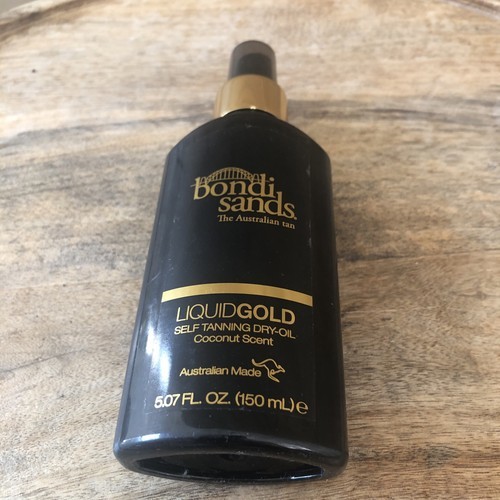 bondi
sands.
The Australian tan
LIQUIDGOLD
SELF TANNING DRY-OIL
Coconut Scent
Australian Made
5.07 FL. OZ. (150 mL) ℮